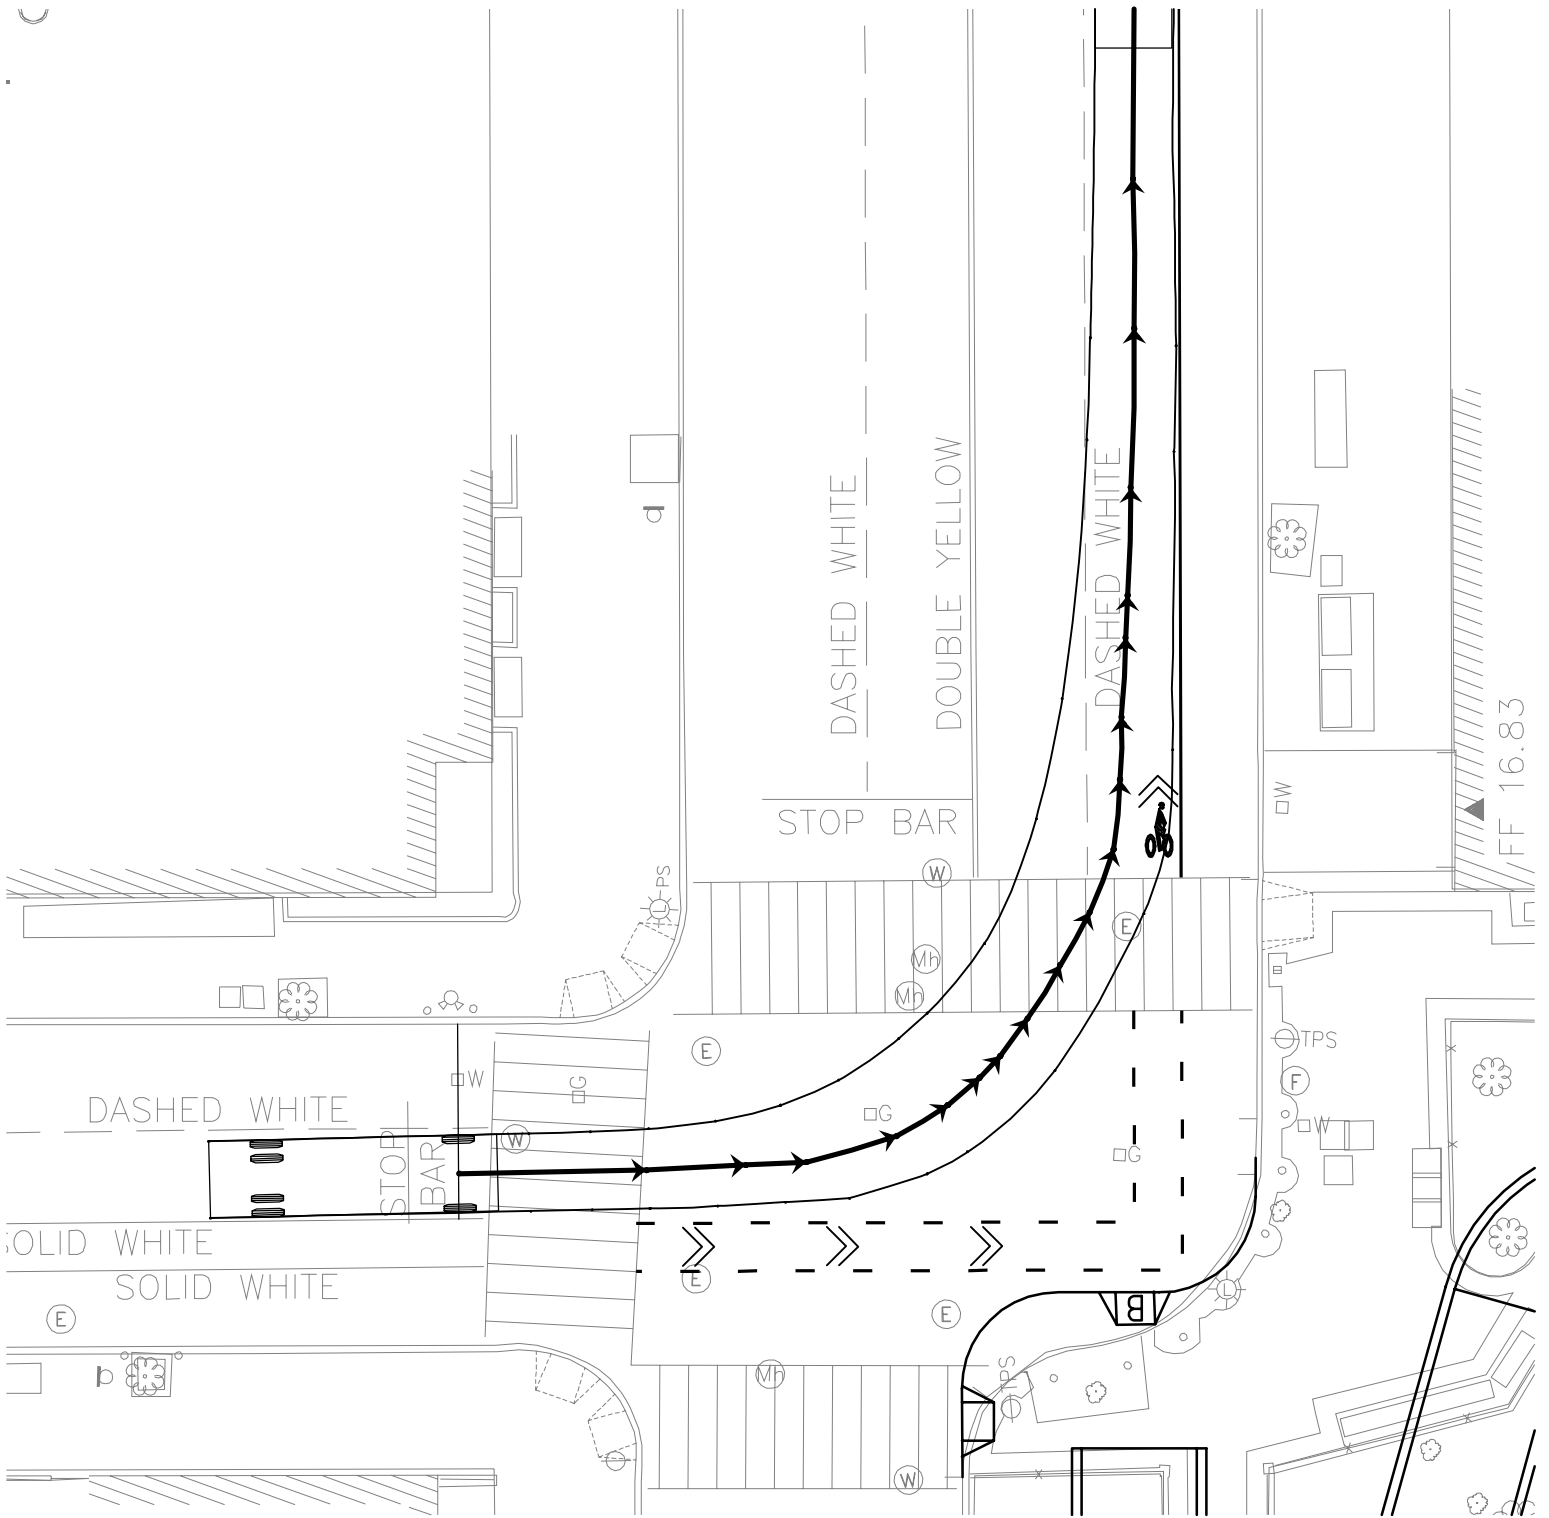 DASHED WHITE
DOUBLE YELLOW
DASHED WHITE
FF 16.83
W
STOP BAR
W
PS
L
E
Mh
Mh
E
TPS
W
G
F
DASHED WHITE
G
W
STOP
BAR
W
G
SOLID WHITE
SOLID WHITE
E
E
E
L
B
TPS
Mh
W